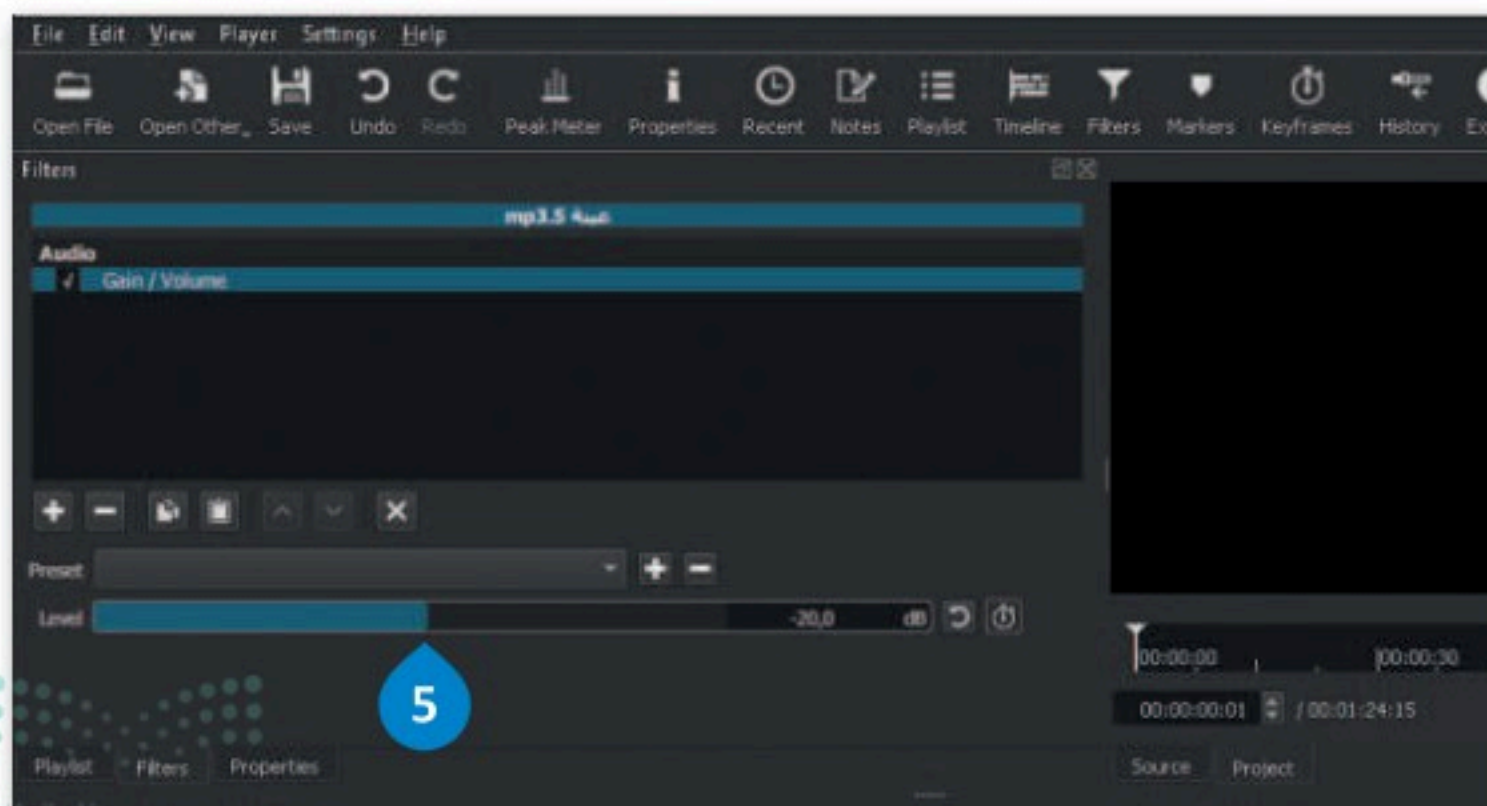 File Edit View Player Settings Help
Open File Open Other_ Save Undo Redo Peak Meter Properties Recent Notes Playlist Timeline Filters Markers Keyframes History Ex
Filters
mp3.5 عينة
Audio
Gain / Volume
Preset
Level -20,0 dB
00:00:00 00:00:30
5
00:00:00:01 / 00:01:24:15
Playlist Filters Properties
Source Project